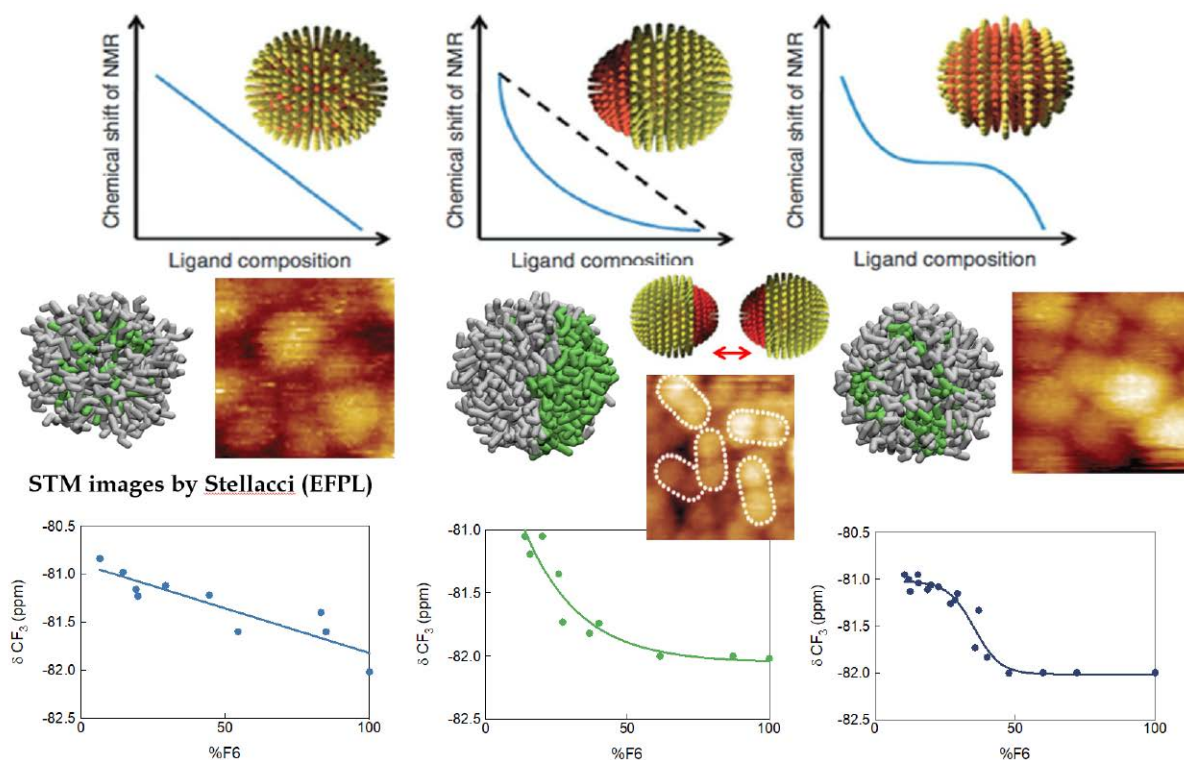 Chemical shift of NMR
Ligand composition
Chemical shift of NMR
Ligand composition
Chemical shift of NMR
Ligand composition
STM images by Stellacci (EFPL)
-80.5
-81.0
-81.5
-82.0
-82.5
δ CF3 (ppm)
0 50 100
%F6
-81.0
-81.5
-82.0
-82.5
δ CF3 (ppm)
0 50 100
%F6
-80.5
-81.0
-81.5
-82.0
-82.5
δ CF3 (ppm)
0 50 100
%F6